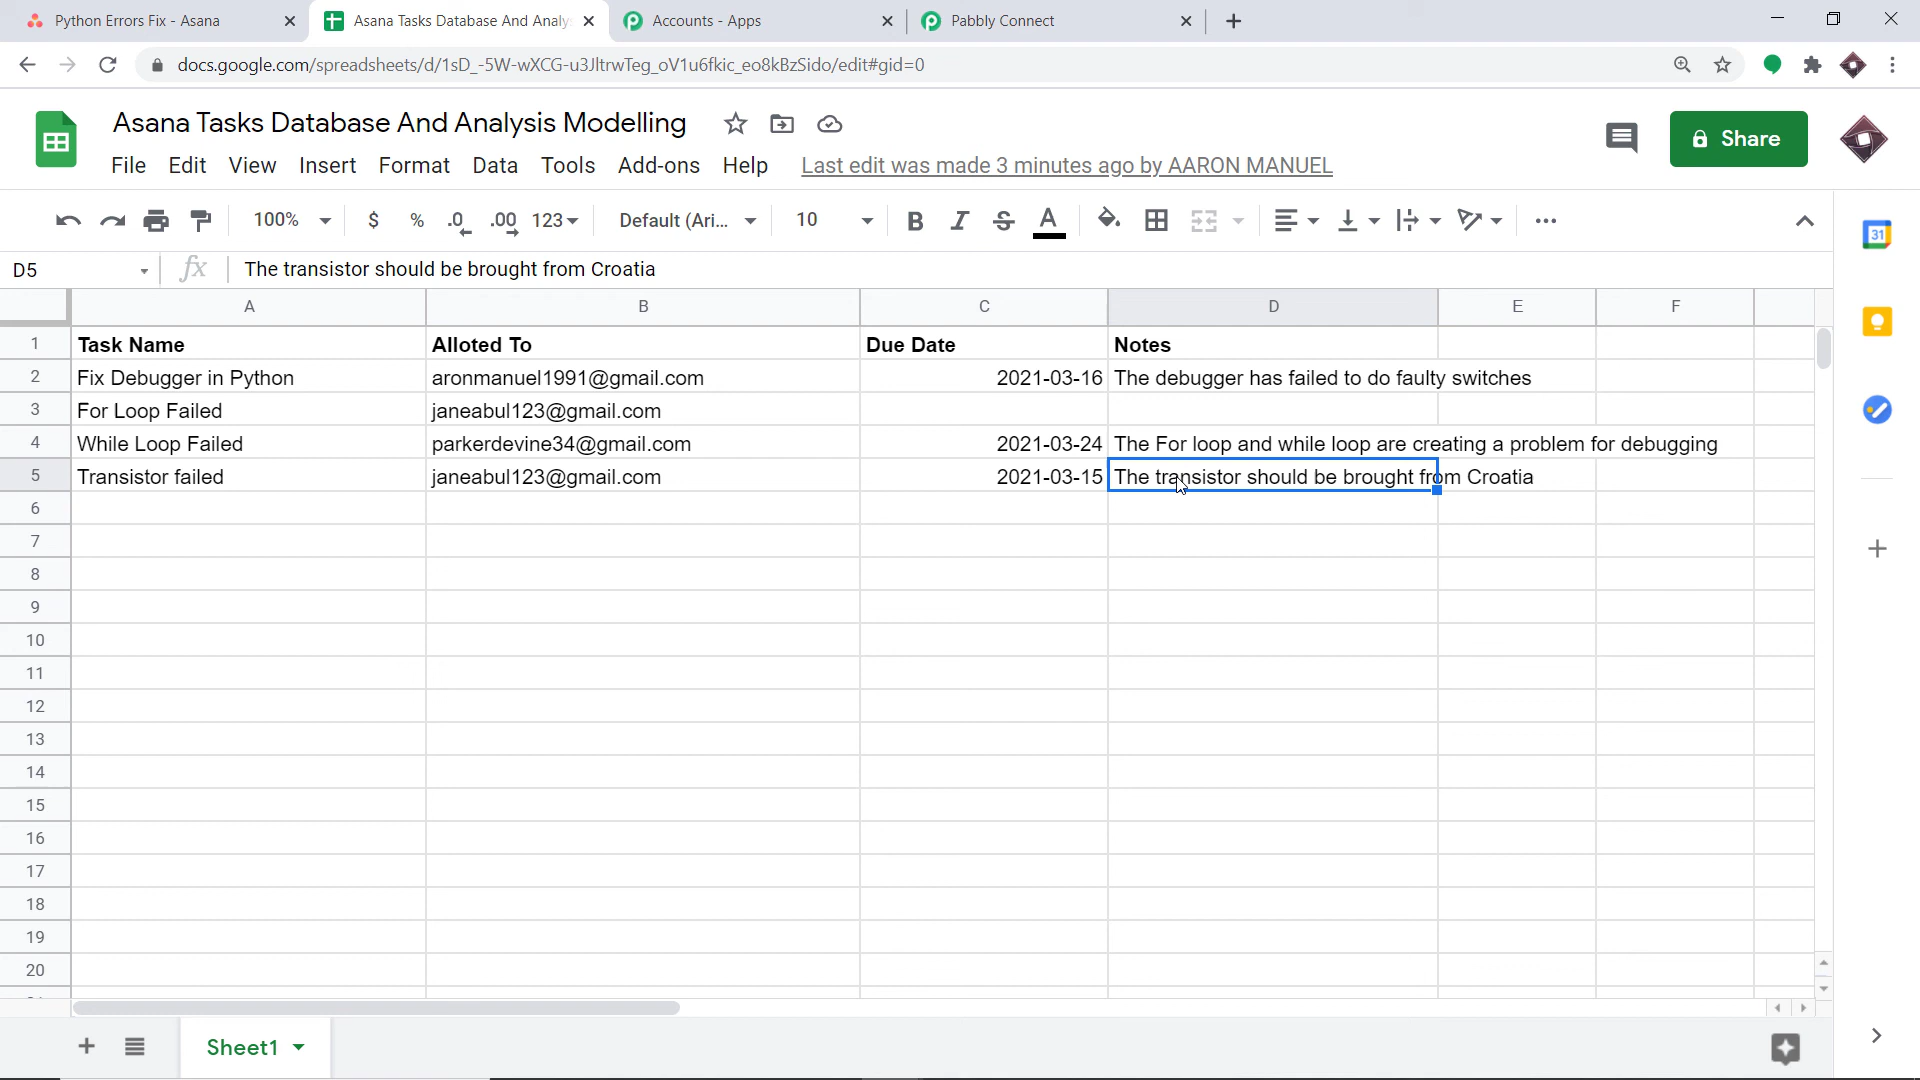 Python Errors Fix - Asana
Asana Tasks Database And Analy
Accounts - Apps
Pabbly Connect
docs.google.com/spreadsheets/d/1sD_-5W-wXCG-u3JltrwTeg_oV1u6fkic_eo8kBzSido/edit#gid=0
Asana Tasks Database And Analysis Modelling
Share
File Edit View Insert Format Data Tools Add-ons Help Last edit was made 3 minutes ago by AARON MANUEL
100% $ % .0 .00 123 Default (Ari... 10 B I S A
31
D5 fx The transistor should be brought from Croatia
A B C D E F
1 Task Name Alloted To Due Date Notes
2 Fix Debugger in Python aronmanuel1991@gmail.com 2021-03-16 The debugger has failed to do faulty switches
3 For Loop Failed janeabul123@gmail.com
4 While Loop Failed parkerdevine34@gmail.com 2021-03-24 The For loop and while loop are creating a problem for debugging
5 Transistor failed janeabul123@gmail.com 2021-03-15 The transistor should be brought from Croatia
6
7
8
9
10
11
12
13
14
15
16
17
18
19
20
Sheet1